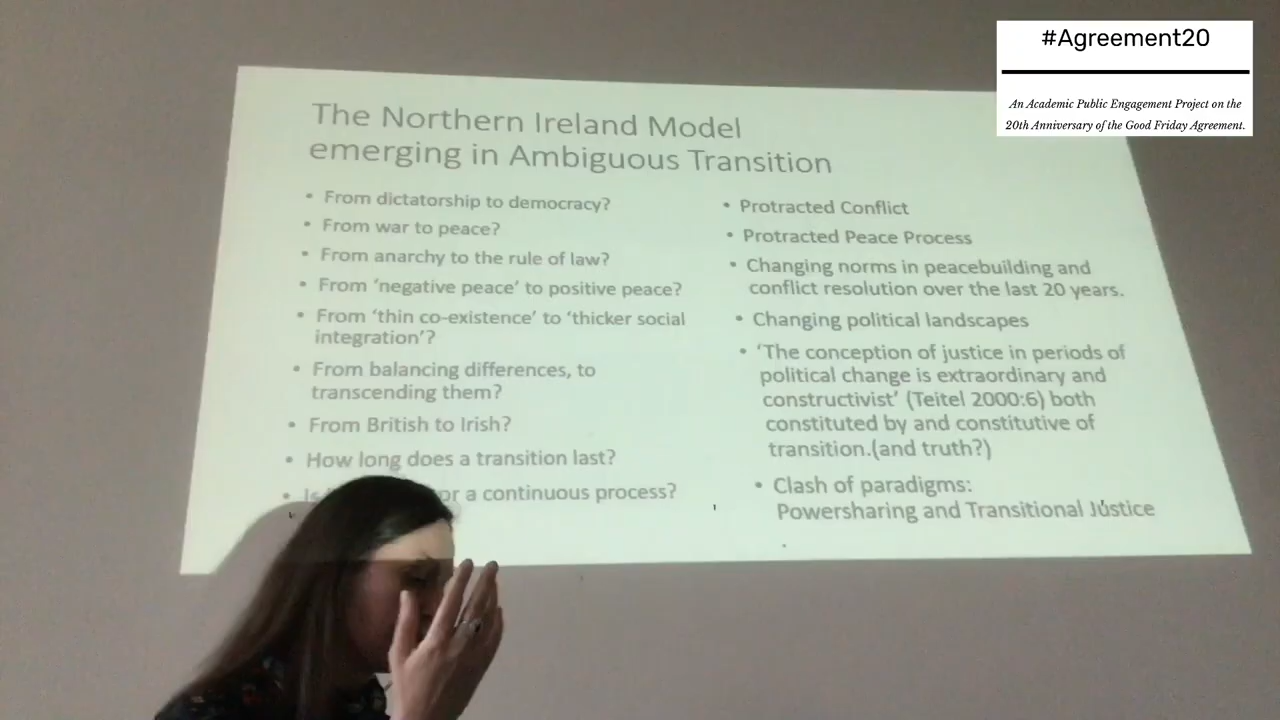 #Agreement20
An Academic Public Engagement Project on the
20th Anniversary of the Good Friday Agreement.
The Northern Ireland Model
emerging in Ambiguous Transition
• From dictatorship to democracy?
• From war to peace?
• From anarchy to the rule of law?
• From 'negative peace' to positive peace?
• From 'thin co-existence' to 'thicker social
integration'?
• From balancing differences, to
transcending them?
• From British to Irish?
• How long does a transition last?
• or a continuous process?
• Protracted Conflict
• Protracted Peace Process
• Changing norms in peacebuilding and
conflict resolution over the last 20 years.
• Changing political landscapes
• 'The conception of justice in periods of
political change is extraordinary and
constructivist' (Teitel 2000:6) both
constituted by and constitutive of
transition.(and truth?)
• Clash of paradigms:
Powersharing and Transitional Justice